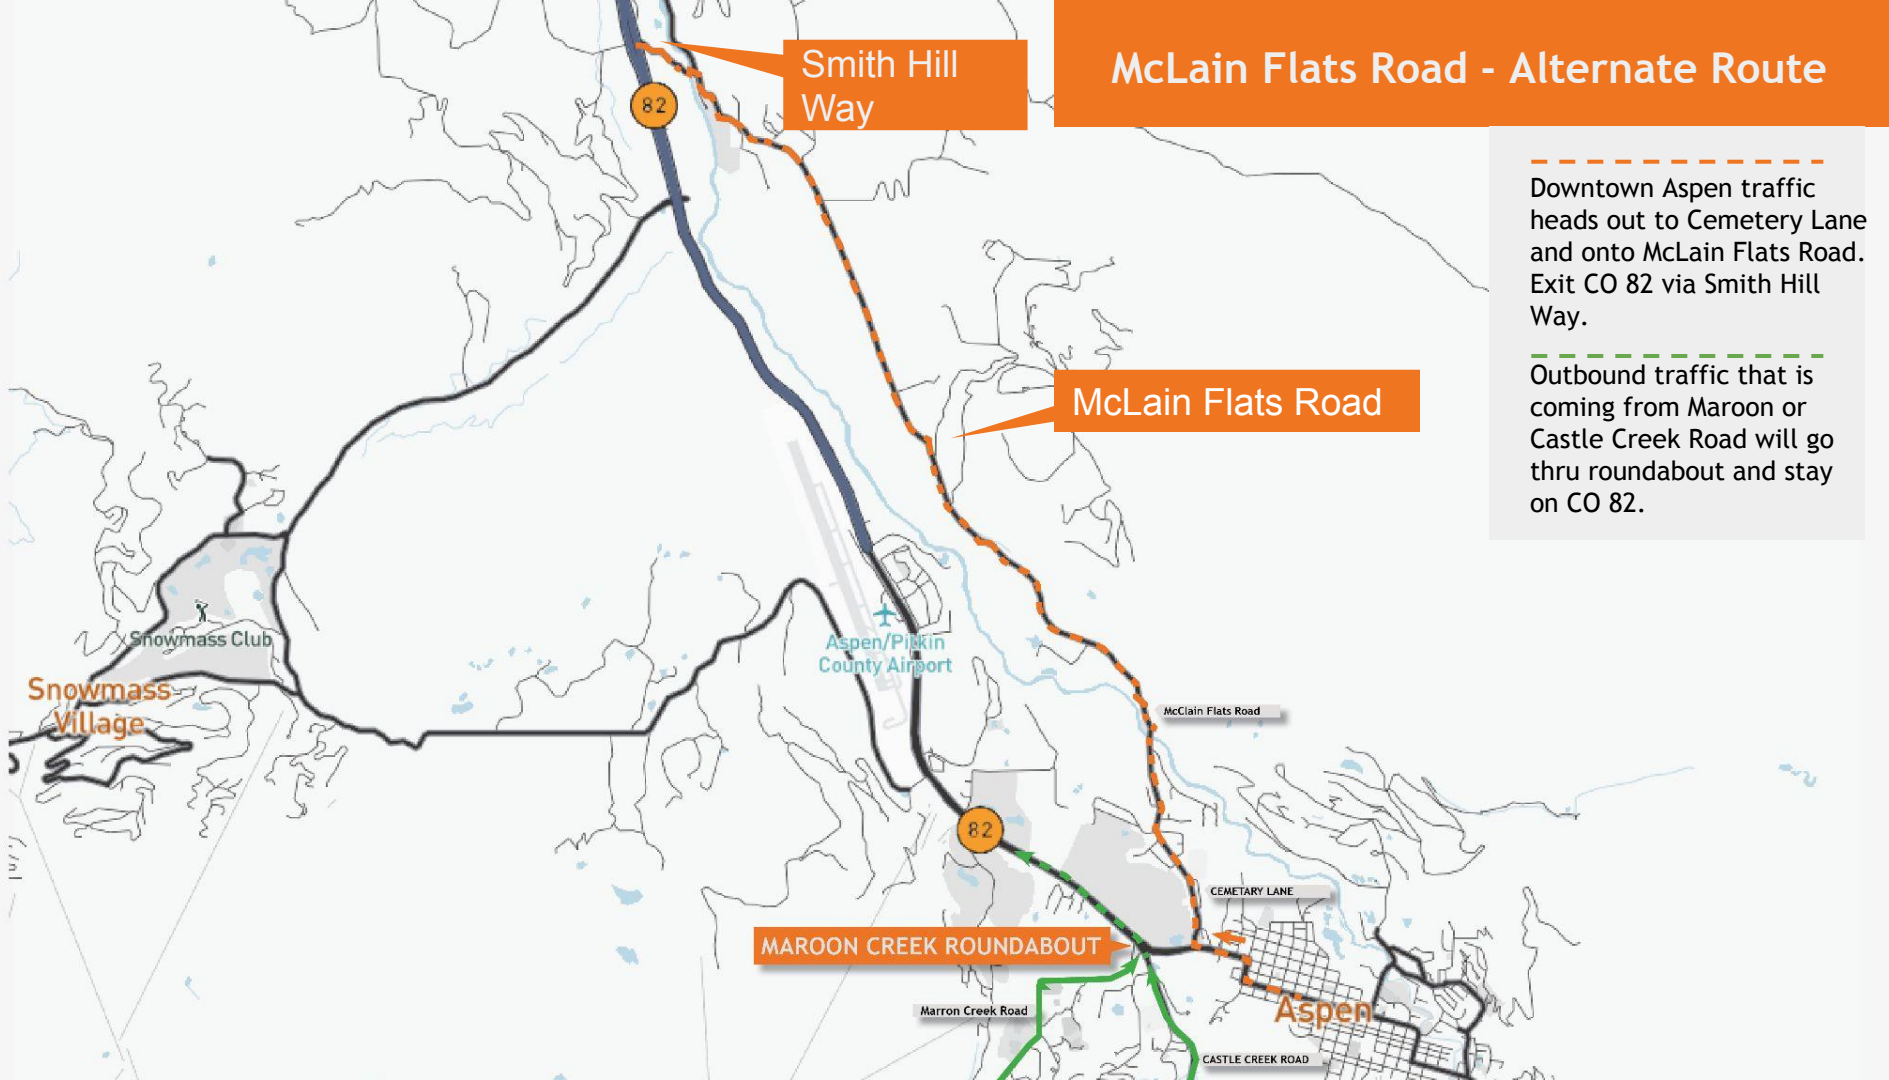 McLain Flats Road - Alternate Route
Smith Hill
Way
82
Downtown Aspen traffic
heads out to Cemetery Lane
and onto McLain Flats Road.
Exit CO 82 via Smith Hill
Way.
Outbound traffic that is
coming from Maroon or
Castle Creek Road will go
thru roundabout and stay
on CO 82.
McLain Flats Road
Snowmass Club
Aspen/Pitkin
County Airport
Snowmass
Village
McClain Flats Road
82
CEMETARY LANE
MAROON CREEK ROUNDABOUT
Marron Creek Road
Aspen
CASTLE CREEK ROAD